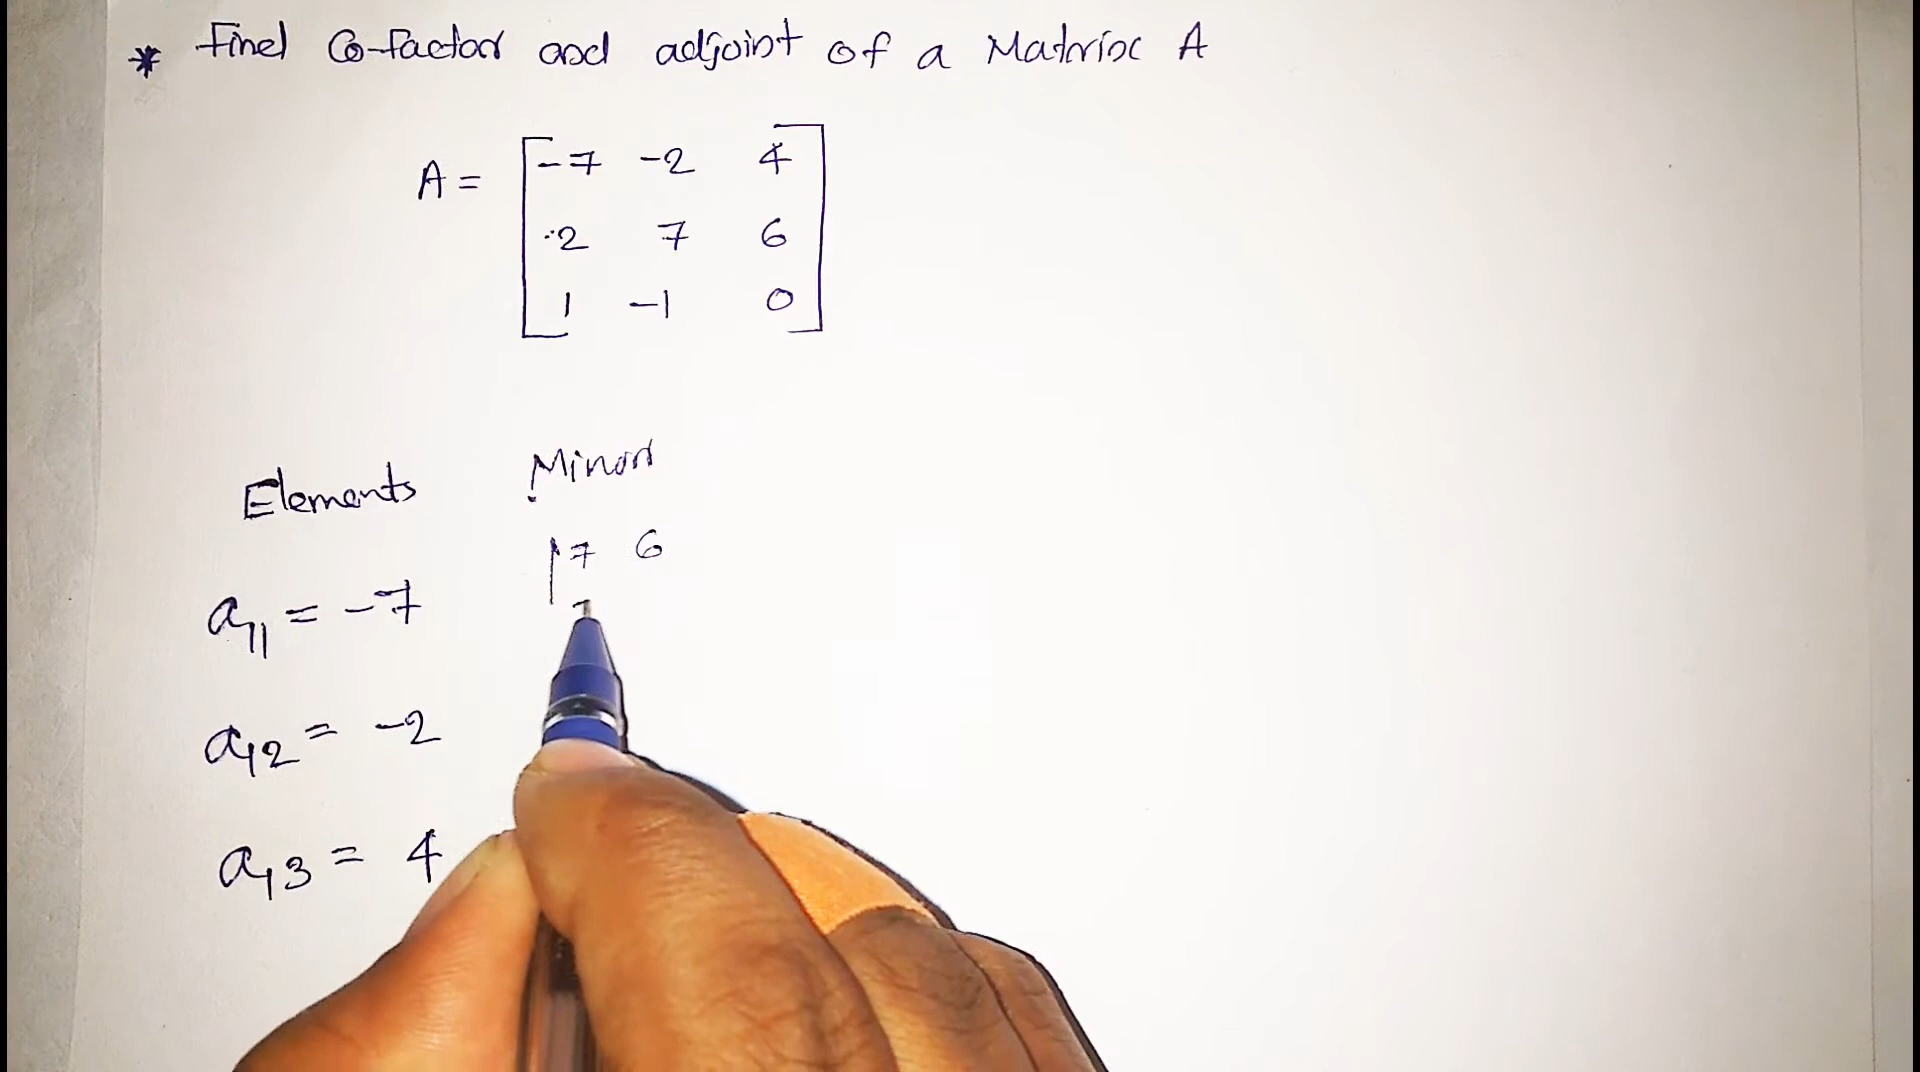 * Find Co-factor and adjoint of a Matrix A
A = [ -7 -2 4
2 7 6
1 -1 0 ]
Elements Minor
a11 = -7 | 7 6
-
a12 = -2
a13 = 4